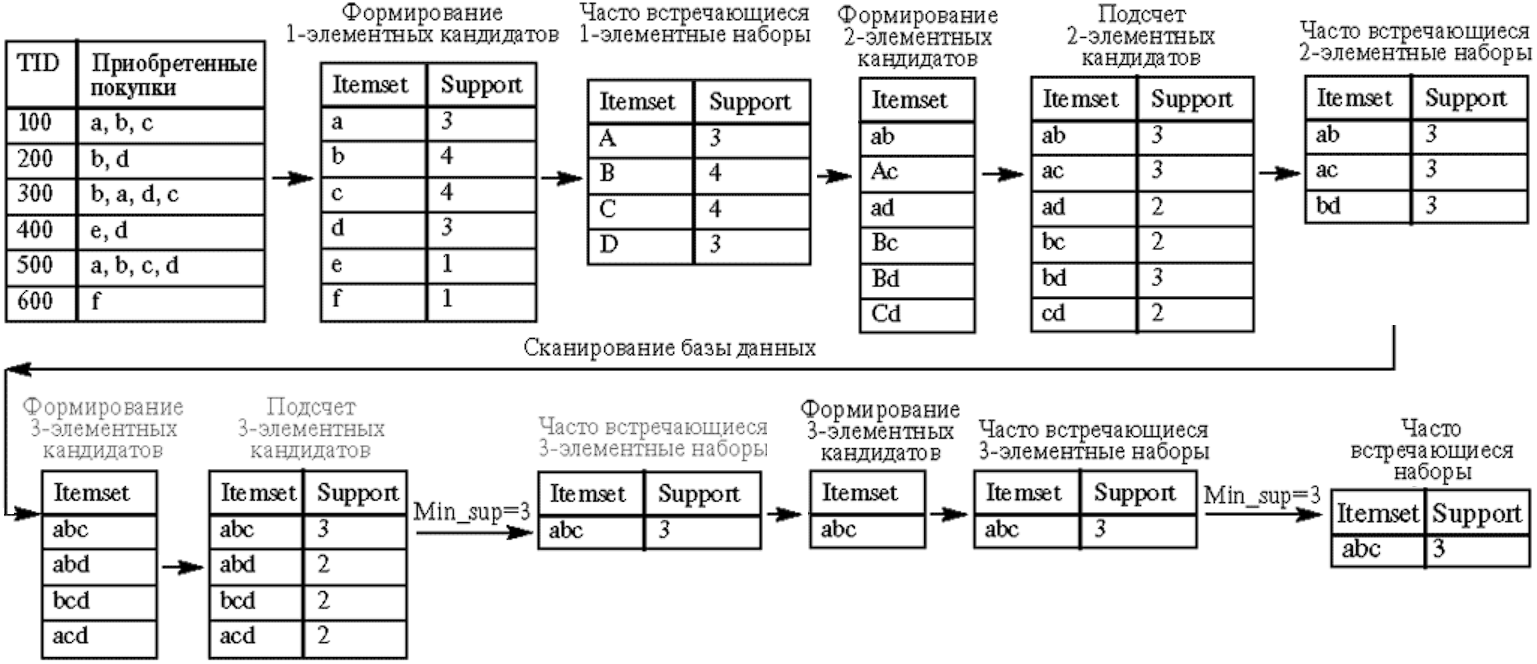 Формирование
1-элементных кандидатов
Часто встречающиеся
1-элементные наборы
Формирование
2-элементных
кандидатов
Подсчет
2-элементных
кандидатов
Часто встречающиеся
2-элементные наборы
TID Приобретенные
покупки
100 a, b, c
200 b, d
300 b, a, d, c
400 e, d
500 a, b, c, d
600 f
Itemset Support
a 3
b 4
c 4
d 3
e 1
f 1
Itemset Support
A 3
B 4
C 4
D 3
Itemset
ab
Ac
ad
Bc
Bd
Cd
Itemset Support
ab 3
ac 3
ad 2
bc 2
bd 3
cd 2
Itemset Support
ab 3
ac 3
bd 3
Сканирование базы данных
Формирование
3-элементных
кандидатов
Подсчет
3-элементных
кандидатов
Часто встречающиеся
3-элементные наборы
Формирование
3-элементных
кандидатов
Часто встречающиеся
3-элементные наборы
Часто
встречающиеся
наборы
Itemset
abc
abd
bcd
acd
Itemset Support
abc 3
abd 2
bcd 2
acd 2
Min_sup=3
Itemset Support
abc 3
Itemset
abc
Itemset Support
abc 3
Min_sup=3
Itemset Support
abc 3